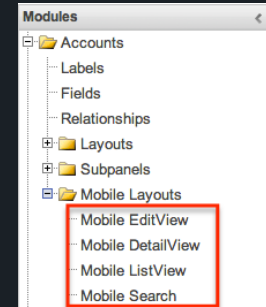 Modules
Accounts
Labels
Fields
Relationships
Layouts
Subpanels
Mobile Layouts
Mobile EditView
Mobile DetailView
Mobile ListView
Mobile Search